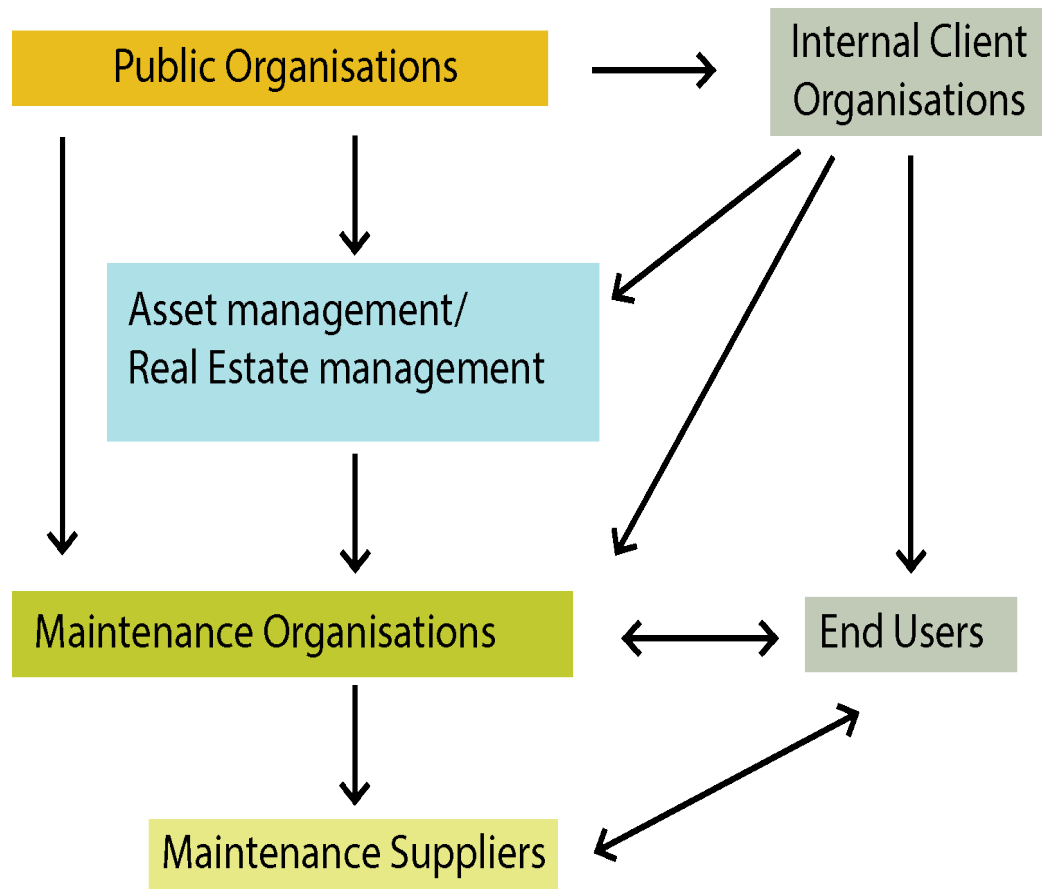 Public Organisations
Internal Client
Organisations
Asset management/
Real Estate management
Maintenance Organisations
End Users
Maintenance Suppliers